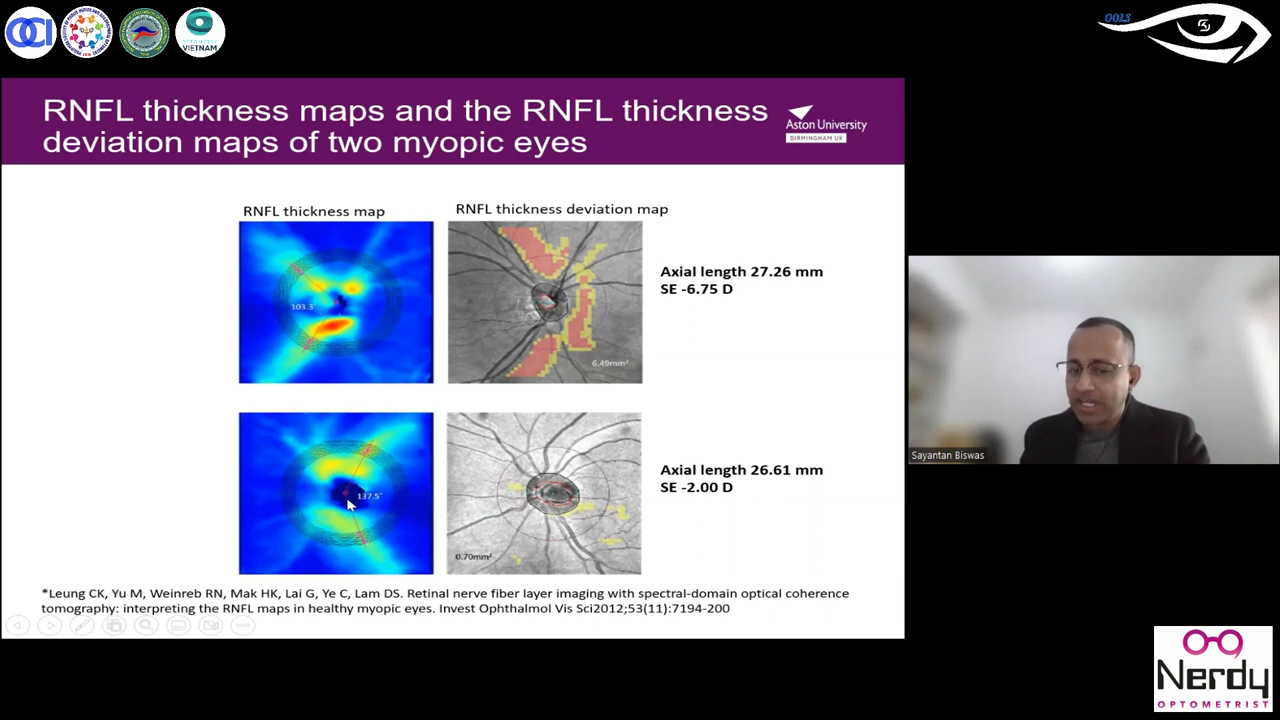 OCI
OPTOMETRY
VIETNAM
OOLS
RNFL thickness maps and the RNFL thickness
deviation maps of two myopic eyes
Aston University
BIRMINGHAM UK
RNFL thickness map
RNFL thickness deviation map
103.3°
6.49mm²
Axial length 27.26 mm
SE -6.75 D
137.5°
0.70mm²
Axial length 26.61 mm
SE -2.00 D
*Leung CK, Yu M, Weinreb RN, Mak HK, Lai G, Ye C, Lam DS. Retinal nerve fiber layer imaging with spectral-domain optical coherence
tomography: interpreting the RNFL maps in healthy myopic eyes. Invest Ophthalmol Vis Sci2012;53(11):7194-200
Sayantan Biswas
Nerdy
OPTOMETRIST